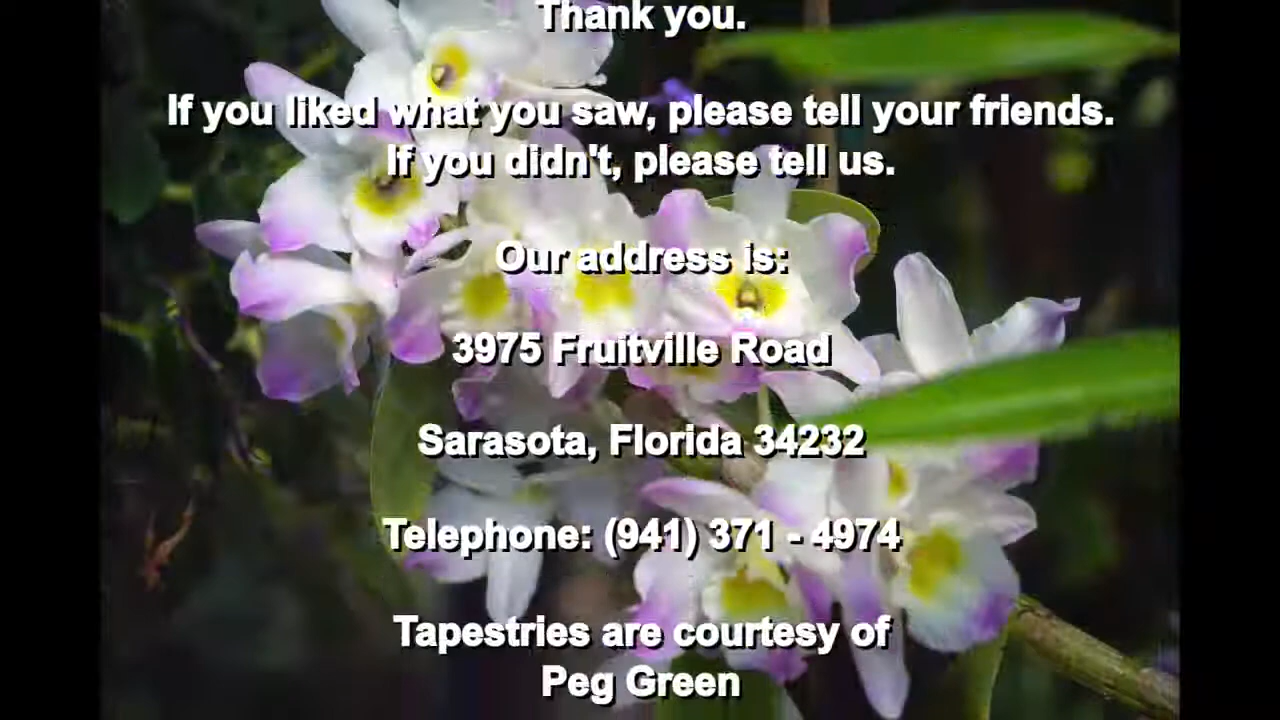 Thank you.
If you liked what you saw, please tell your friends.
If you didn't, please tell us.
Our address is:
3975 Fruitville Road
Sarasota, Florida 34232
Telephone: (941) 371 - 4974
Tapestries are courtesy of
Peg Green